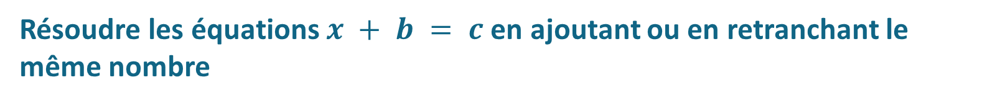 Résoudre les équations x + b = c en ajoutant ou en retranchant le
même nombre